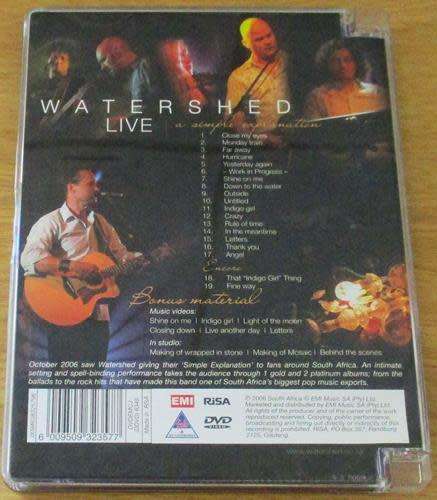 WATERSHED
LIVE
a simple explanation
1. Close my eyes
2. Monday train
3. Far away
4. Hurricane
5. Yesterday again
6. ~ Work in Progress ~
7. Shine on me
8. Down to the water
9. Outside
10. Untitled
11. Indigo girl
12. Crazy
13. Rule of time
14. In the meantime
15. Letters
16. Thank you
17. Angel
Encore
18. That "Indigo Girl" Thing
19. Fine way
Bonus material
Music videos:
Shine on me | Indigo girl | Light of the moon
Closing down | Live another day | Letters
In studio:
Making of wrapped in stone | Making of Mosaic | Behind the scenes
October 2006 saw Watershed giving their 'Simple Explanation' to fans around South Africa. An intimate
setting and spell-binding performance takes the audience through 1 gold and 2 platinum albums, from the
ballads to the rock hits that have made this band one of South Africa's biggest pop music exports.
6 009509 323577
Made in RSA
EMI
RiSA
DVD
VIDEO
© 2006 South Africa © EMI Music SA (Pty) Ltd.
Marketed and distributed by EMI Music SA (Pty) Ltd.
All rights of the producer and of the owner of the work
reproduced reserved. Copying, public performance,
broadcasting and hiring out directly or indirectly of this
recording is prohibited. RISA, PO Box 367, Randburg
2125, Gauteng.